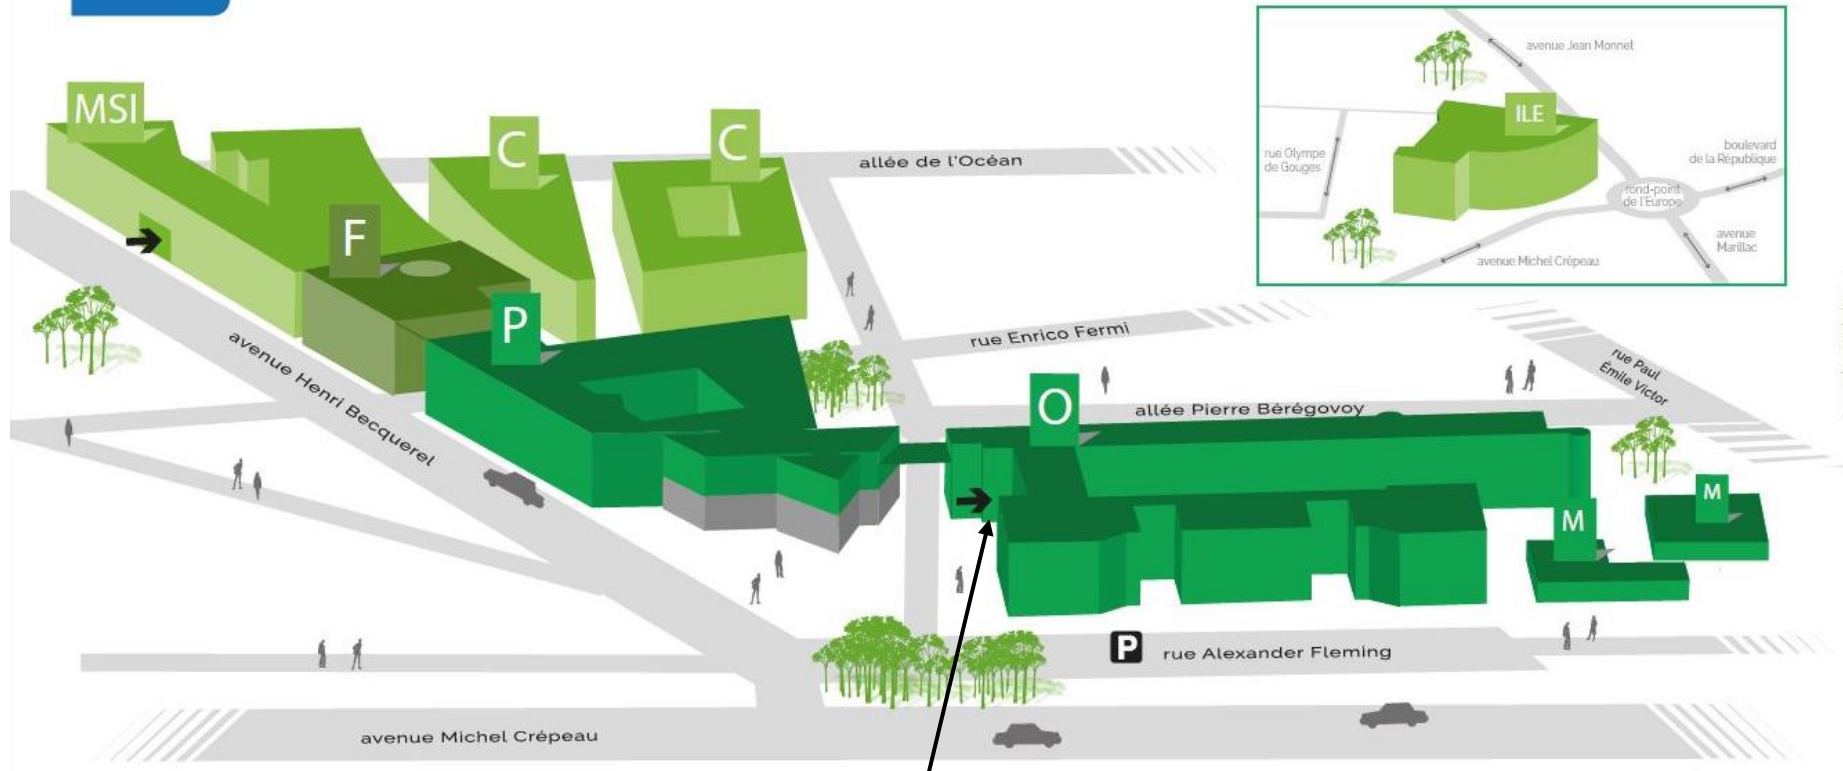 MSI
C
C
allée de l'Océan
F
P
avenue Henri Becquerel
rue Enrico Fermi
rue Paul
Émile Victor
O
allée Pierre Bérégovoy
M
M
P
rue Alexander Fleming
avenue Michel Crépeau
avenue Jean Monnet
ILE
rue Olympe
de Gouges
boulevard
de la République
rond-point
de l'Europe
avenue
Marillac
avenue Michel Crépeau